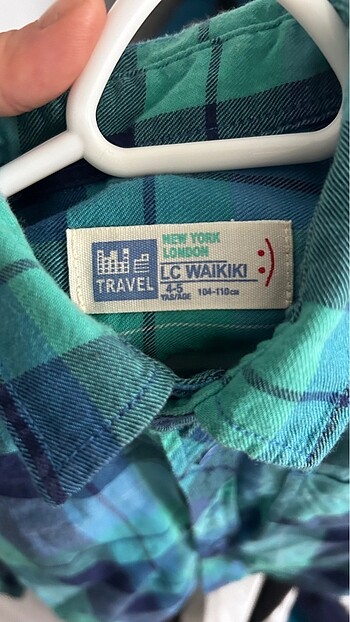 TRAVEL
NEW YORK
LONDON
LC WAIKIKI :)
4-5
YAŞ/AGE 104-110CM